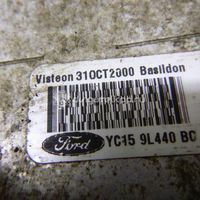 Visteon 31OCT2000 Basildon
Ford YC15 9L440 BC